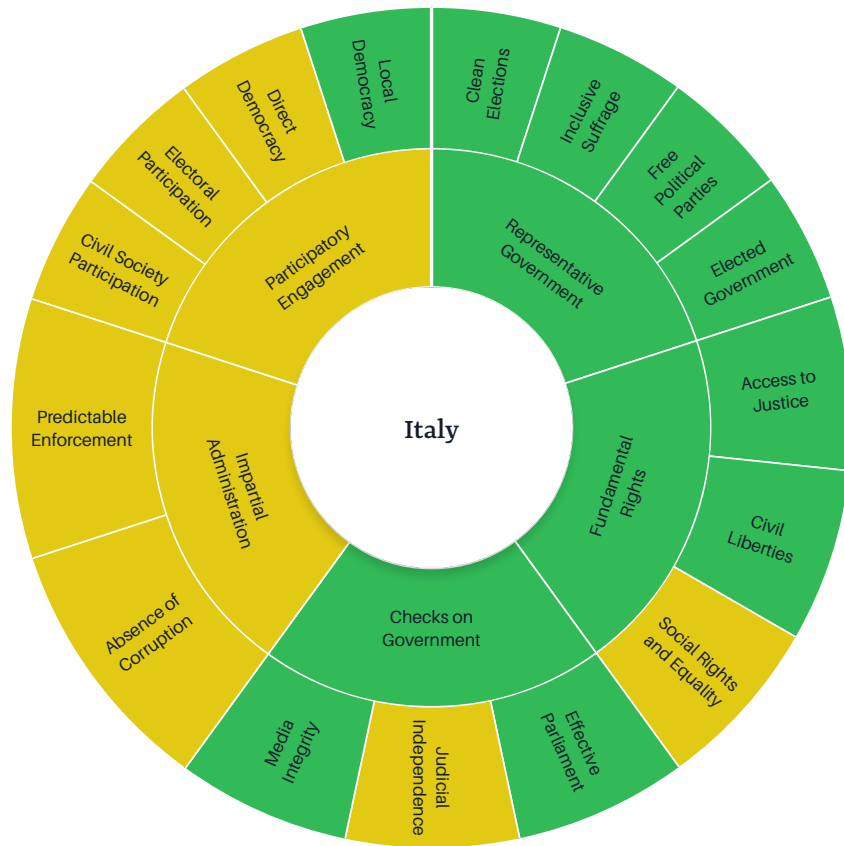 Italy
Representative
Government
Fundamental
Rights
Checks on
Government
Impartial
Administration
Participatory
Engagement
Clean
Elections
Inclusive
Suffrage
Free
Political
Parties
Elected
Government
Access to
Justice
Civil
Liberties
Social Rights
and Equality
Effective
Parliament
Judicial
Independence
Media
Integrity
Absence of
Corruption
Predictable
Enforcement
Civil Society
Participation
Electoral
Participation
Direct
Democracy
Local
Democracy